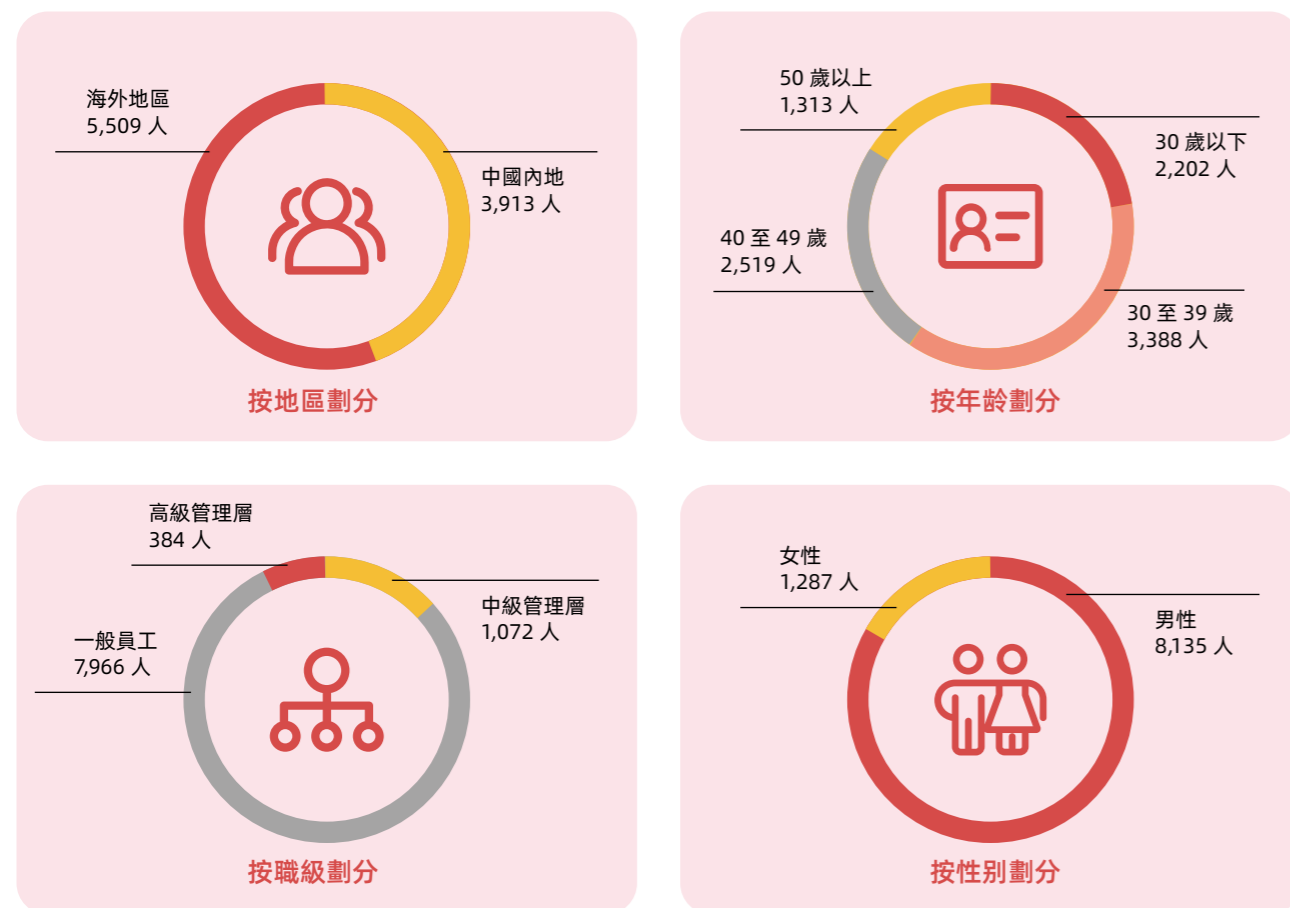 海外地區
5,509 人
中國內地
3,913 人
按地區劃分
50 歲以上
1,313 人
30 歲以下
2,202 人
40 至 49 歲
2,519 人
30 至 39 歲
3,388 人
按年龄劃分
高級管理層
384 人
中級管理層
1,072 人
一般員工
7,966 人
按職級劃分
女性
1,287 人
男性
8,135 人
按性别劃分